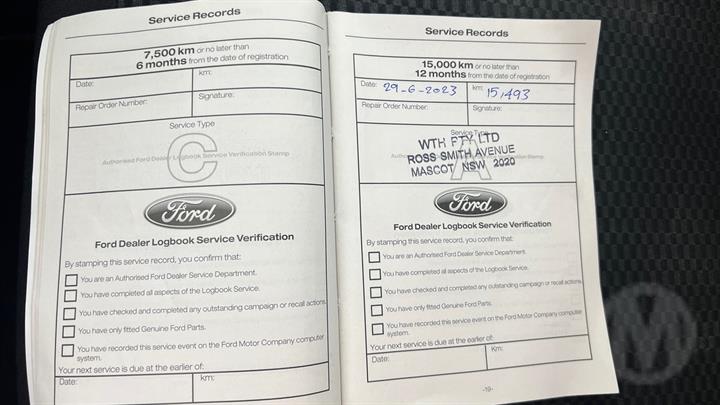 Service Records
7,500 km or no later than
6 months from the date of registration
Date:
km:
Repair Order Number:
Signature:
Service Type
C
Authorised Ford Dealer Logbook Service Verification Stamp
Ford
Ford Dealer Logbook Service Verification
By stamping this service record, you confirm that:
You are an Authorised Ford Dealer Service Department.
You have completed all aspects of the Logbook Service.
You have checked and completed any outstanding campaign or recall actions.
You have only fitted Genuine Ford Parts.
You have recorded this service event on the Ford Motor Company computer
system.
Your next service is due at the earlier of:
Date:
km:
Service Records
15,000 km or no later than
12 months from the date of registration
Date: 29-6-2023
km: 15,493
Repair Order Number:
Signature:
Service Type
A
WTH PTY LTD
ROSS SMITH AVENUE
MASCOT NSW 2020
Ford
Ford Dealer Logbook Service Verification
By stamping this service record, you confirm that:
You are an Authorised Ford Dealer Service Department.
You have completed all aspects of the Logbook Service.
You have checked and completed any outstanding campaign or recall actions.
You have only fitted Genuine Ford Parts.
You have recorded this service event on the Ford Motor Company computer
system.
Your next service is due at the earlier of:
Date:
Km:
-19-